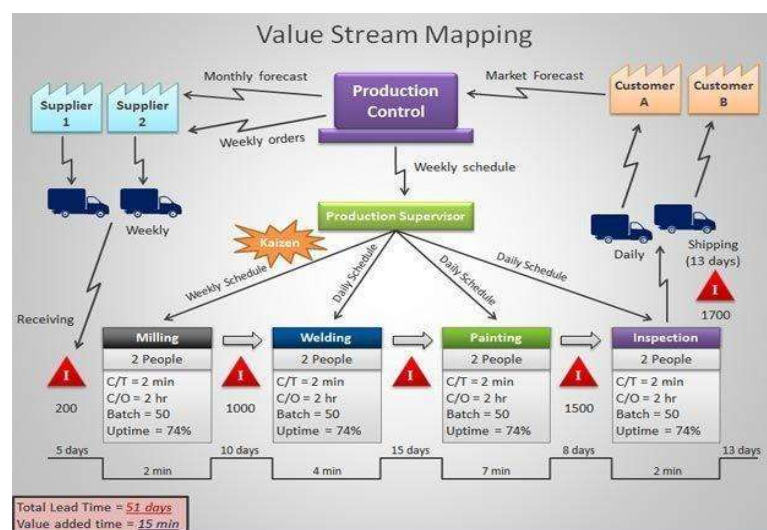 Value Stream Mapping
Monthly forecast
Market Forecast
Supplier
1
Supplier
2
Production
Control
Customer
A
Customer
B
Weekly orders
Weekly schedule
Weekly
Production Supervisor
Daily
Shipping
(13 days)
Kaizen
Weekly Schedule
Daily Schedule
Daily Schedule
Daily Schedule
I
1700
Receiving
I
200
Milling
2 People
C/T = 2 min
C/O = 2 hr
Batch = 50
Uptime = 74%
I
1000
Welding
2 People
C/T = 2 min
C/O = 2 hr
Batch = 50
Uptime = 74%
I
Painting
2 People
C/T = 2 min
C/O = 2 hr
Batch = 50
Uptime = 74%
I
1500
Inspection
2 People
C/T = 2 min
C/O = 2 hr
Batch = 50
Uptime = 74%
5 days
10 days
15 days
8 days
13 days
2 min
4 min
7 min
2 min
Total Lead Time = 51 days
Value added time = 15 min